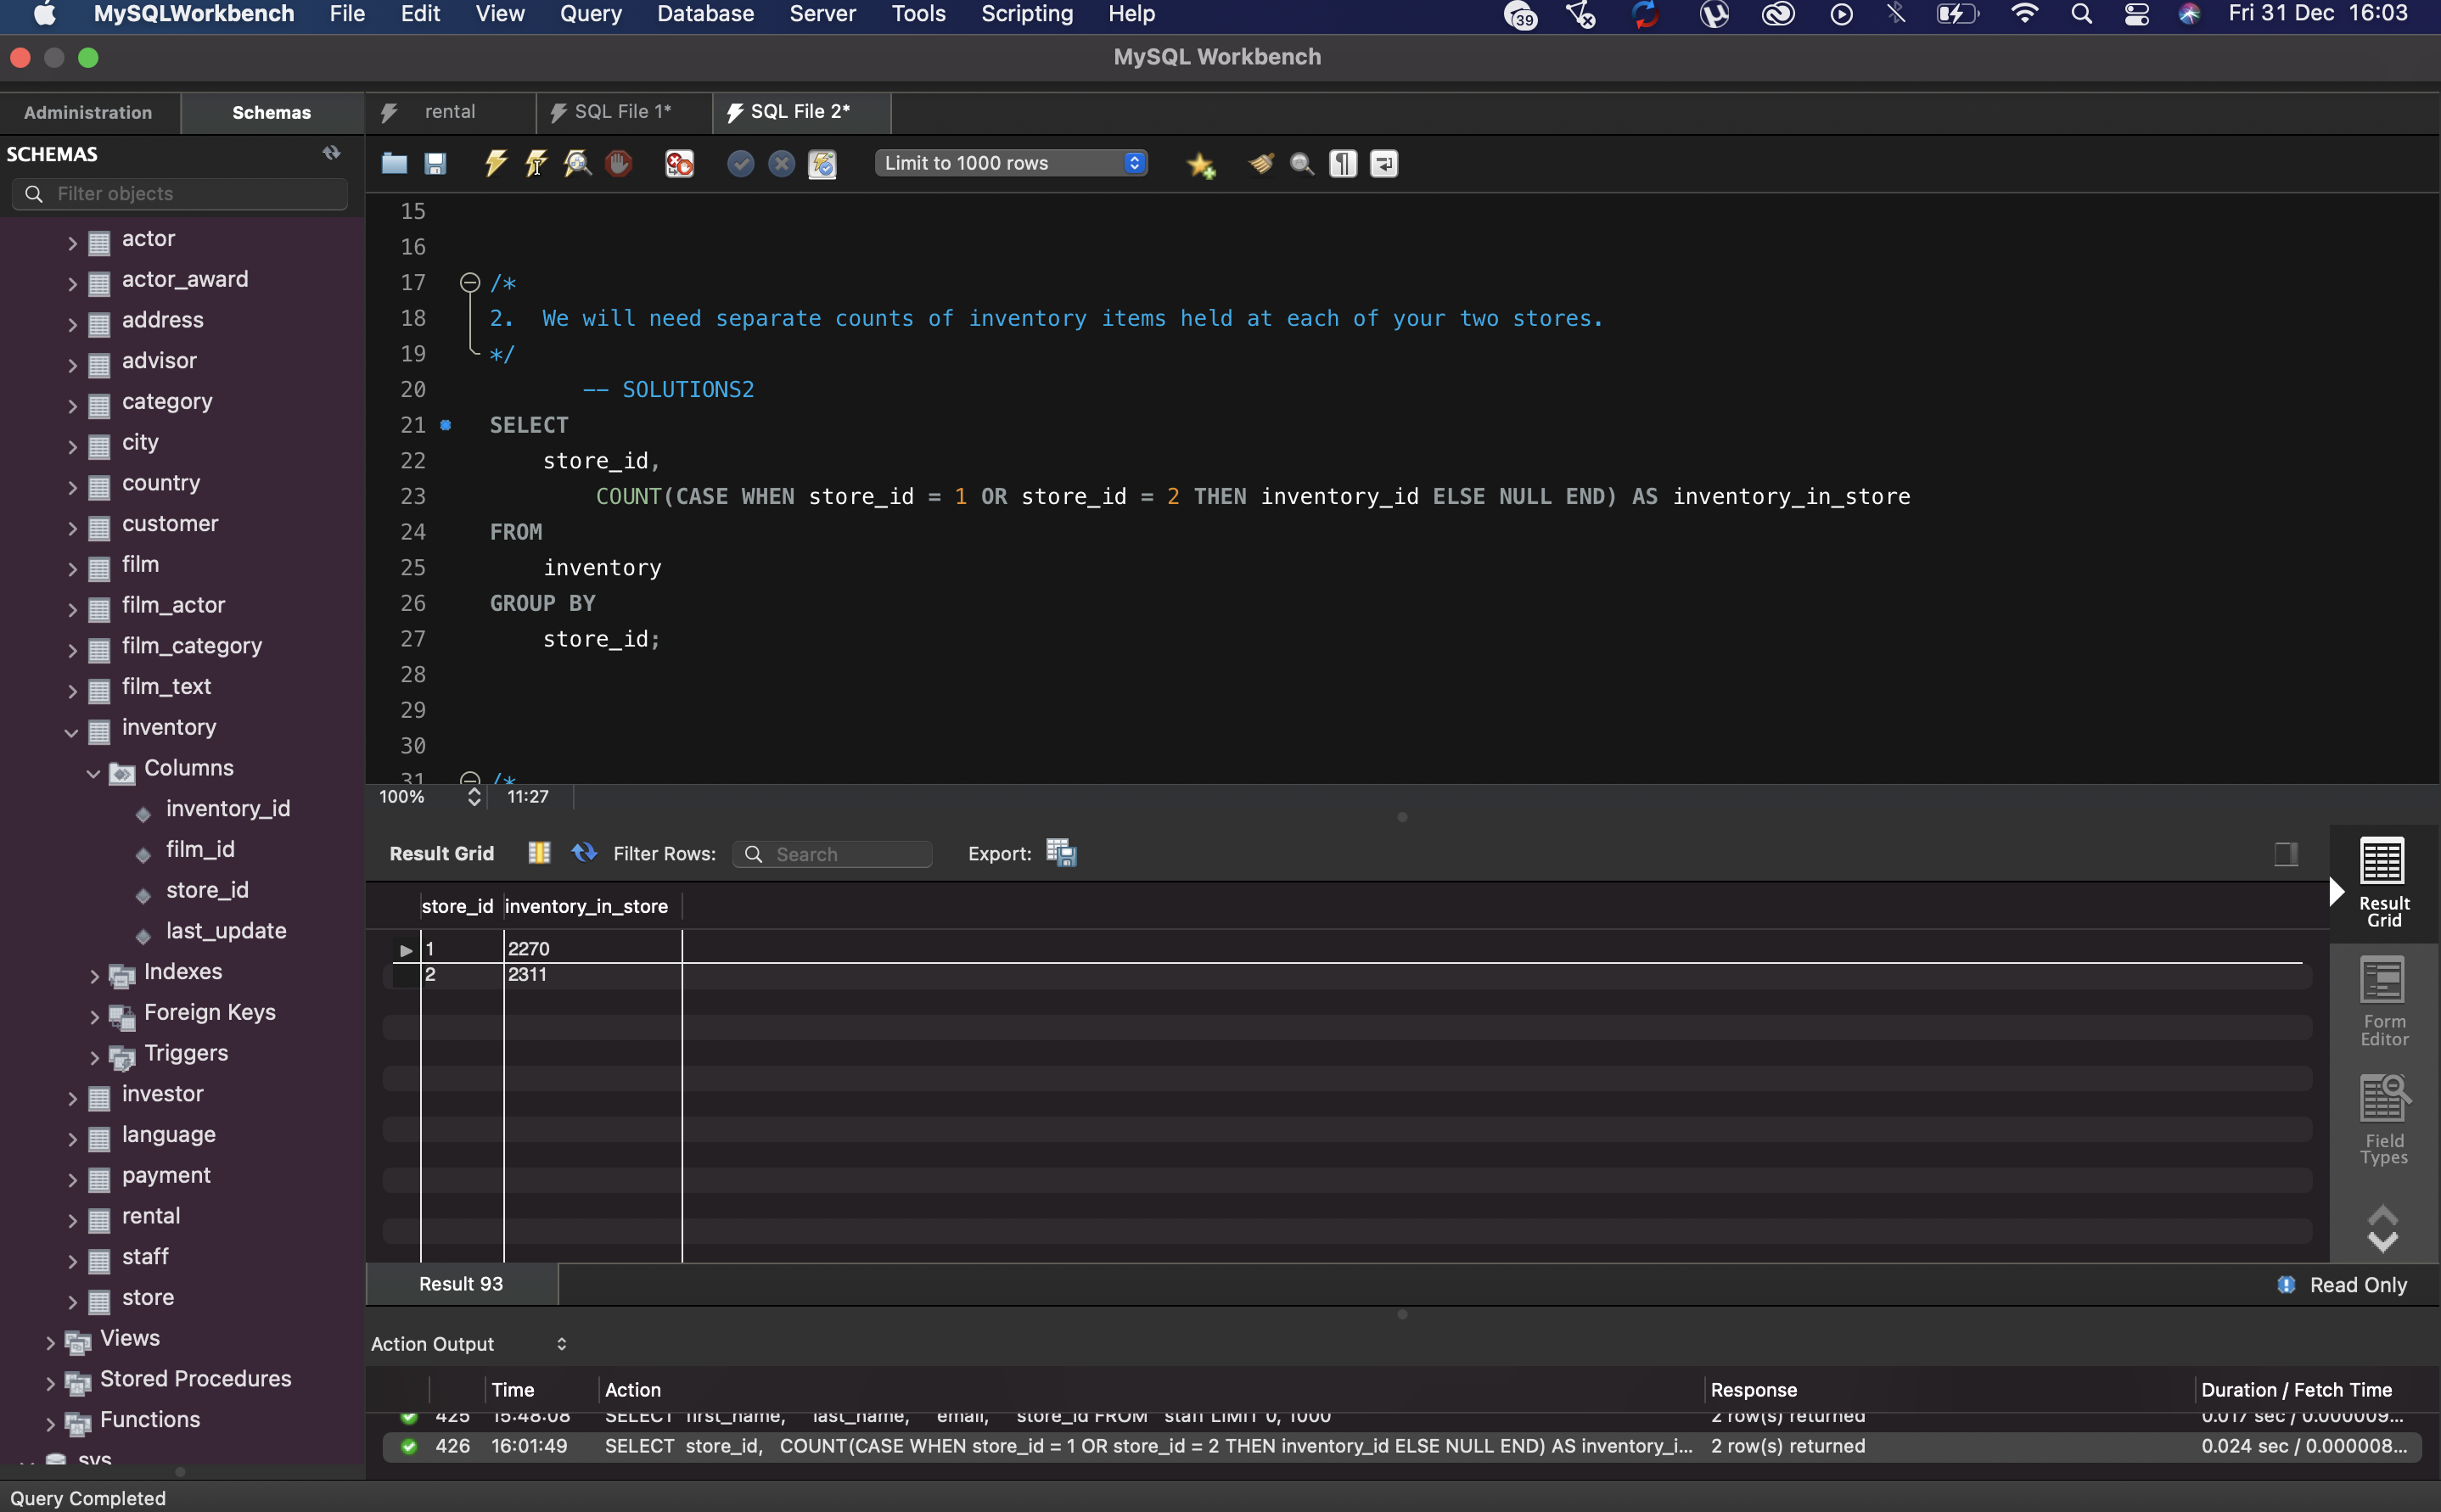 MySQLWorkbench File Edit View Query Database Server Tools Scripting Help 39 Fri 31 Dec 16:03
MySQL Workbench
Administration Schemas rental SQL File 1* SQL File 2*
SCHEMAS
Filter objects
Limit to 1000 rows
actor
actor_award
address
advisor
category
city
country
customer
film
film_actor
film_category
film_text
inventory
Columns
inventory_id
film_id
store_id
last_update
Indexes
Foreign Keys
Triggers
investor
language
payment
rental
staff
store
Views
Stored Procedures
Functions
sys
15
16
17 /*
18 2. We will need separate counts of inventory items held at each of your two stores.
19 */
20 -- SOLUTIONS2
21 SELECT
22 store_id,
23 COUNT(CASE WHEN store_id = 1 OR store_id = 2 THEN inventory_id ELSE NULL END) AS inventory_in_store
24 FROM
25 inventory
26 GROUP BY
27 store_id;
28
29
30
31 /*
100% 11:27
Result Grid Filter Rows: Search Export:
store_id inventory_in_store
1 2270
2 2311
Result Grid
Form Editor
Field Types
Result 93 Read Only
Action Output
Time Action Response Duration / Fetch Time
425 15:48:08 SELECT first_name, last_name, email, store_id FROM staff LIMIT 0, 1000 2 row(s) returned 0.017 sec / 0.000009...
426 16:01:49 SELECT store_id, COUNT(CASE WHEN store_id = 1 OR store_id = 2 THEN inventory_id ELSE NULL END) AS inventory_i... 2 row(s) returned 0.024 sec / 0.000008...
Query Completed